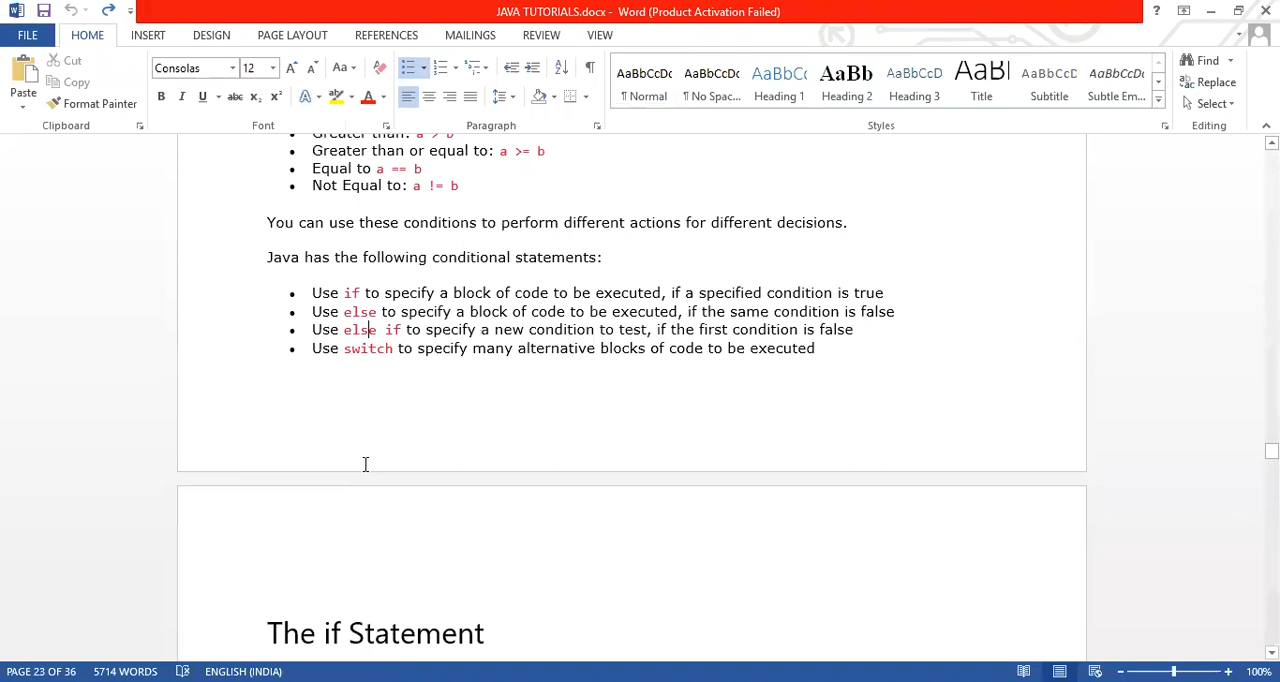 JAVA TUTORIALS.docx - Word (Product Activation Failed)
FILE HOME INSERT DESIGN PAGE LAYOUT REFERENCES MAILINGS REVIEW VIEW
Paste
Cut
Copy
Format Painter
Clipboard
Consolas 12
Font
Paragraph
AaBbCcDc AaBbCcDc AaBbCc AaBb AaBbCcD AaBl AaBbCcD AaBbCcDc
¶ Normal ¶ No Spac... Heading 1 Heading 2 Heading 3 Title Subtitle Subtle Em...
Styles
Find
Replace
Select
Editing
Greater than: a > b
• Greater than or equal to: a >= b
• Equal to a == b
• Not Equal to: a != b
You can use these conditions to perform different actions for different decisions.
Java has the following conditional statements:
• Use if to specify a block of code to be executed, if a specified condition is true
• Use else to specify a block of code to be executed, if the same condition is false
• Use else if to specify a new condition to test, if the first condition is false
• Use switch to specify many alternative blocks of code to be executed
The if Statement
PAGE 23 OF 36 5714 WORDS ENGLISH (INDIA) 100%